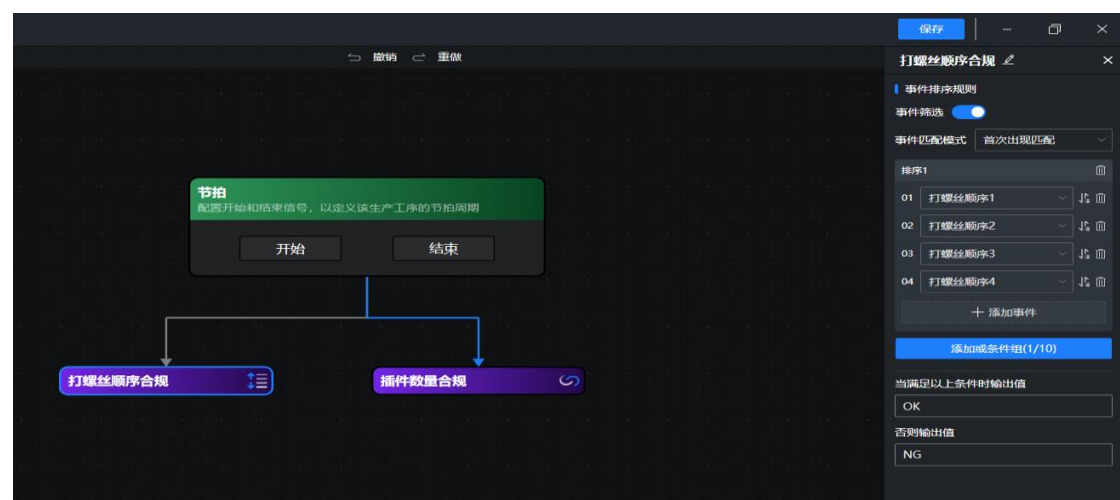 保存
撤销 重做
打螺丝顺序合规
事件排序规则
事件筛选
事件匹配模式 首次出现匹配
排序1
01 打螺丝顺序1
02 打螺丝顺序2
03 打螺丝顺序3
04 打螺丝顺序4
添加事件
添加或条件组(1/10)
当满足以上条件时输出值
OK
否则输出值
NG
节拍
配置开始和结束信号，以定义该生产工序的节拍周期
开始 结束
打螺丝顺序合规 插件数量合规